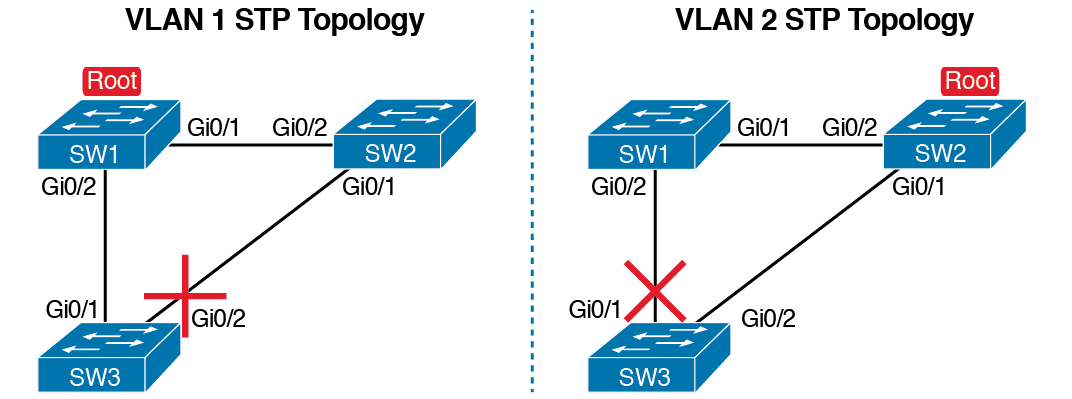 VLAN 1 STP Topology
Root
Gi0/1 Gi0/2
SW1
SW2
Gi0/2
Gi0/1
Gi0/1
Gi0/2
SW3
VLAN 2 STP Topology
Root
Gi0/1 Gi0/2
SW1
SW2
Gi0/2
Gi0/1
Gi0/1
Gi0/2
SW3